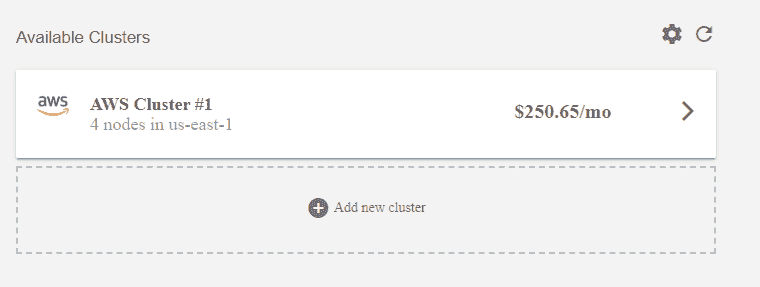 Available Clusters
aws
AWS Cluster #1
4 nodes in us-east-1
$250.65/mo
Add new cluster